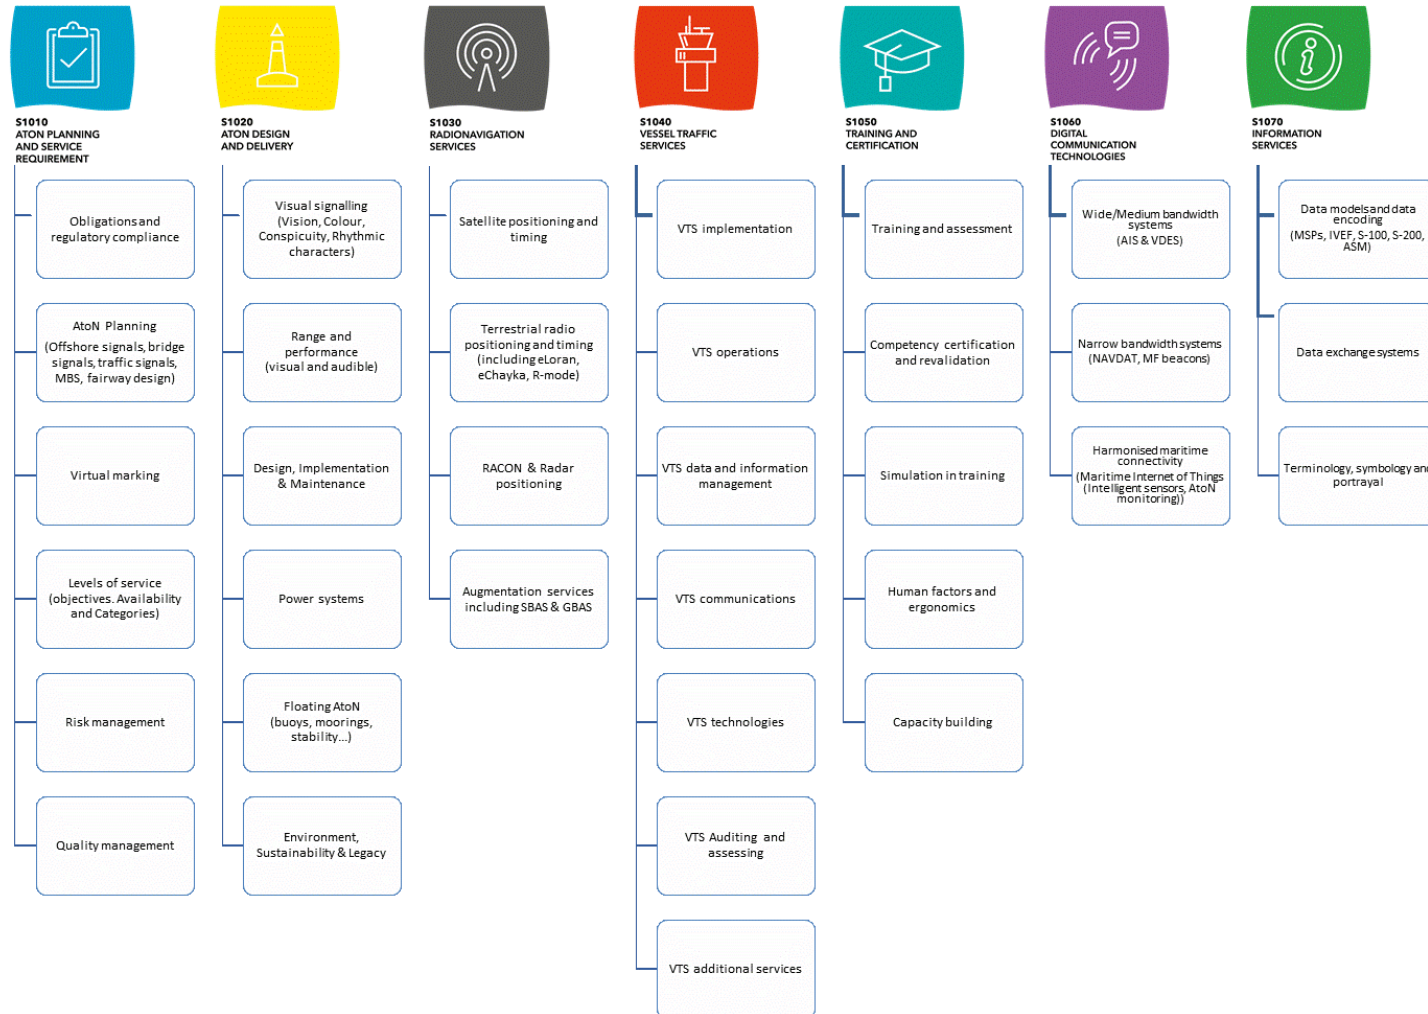 S1010
ATON PLANNING
AND SERVICE
REQUIREMENT
Obligations and
regulatory compliance
AtoN Planning
(Offshore signals, bridge
signals, traffic signals,
MBS, fairway design)
Virtual marking
Levels of service
(objectives. Availability
and Categories)
Risk management
Quality management
S1020
ATON DESIGN
AND DELIVERY
Visual signalling
(Vision, Colour,
Conspicuity, Rhythmic
characters)
Range and
performance
(visual and audible)
Design, Implementation
& Maintenance
Power systems
Floating AtoN
(buoys, moorings,
stability...)
Environment,
Sustainability & Legacy
S1030
RADIONAVIGATION
SERVICES
Satellite positioning and
timing
Terrestrial radio
positioning and timing
(including eLoran,
eChayka, R-mode)
RACON & Radar
positioning
Augmentation services
including SBAS & GBAS
S1040
VESSEL TRAFFIC
SERVICES
VTS implementation
VTS operations
VTS data and information
management
VTS communications
VTS technologies
VTS Auditing and
assessing
VTS additional services
S1050
TRAINING AND
CERTIFICATION
Training and assessment
Competency certification
and revalidation
Simulation in training
Human factors and
ergonomics
Capacity building
S1060
DIGITAL
COMMUNICATION
TECHNOLOGIES
Wide/Medium bandwidth
systems
(AIS & VDES)
Narrow bandwidth systems
(NAVDAT, MF beacons)
Harmonised maritime
connectivity
(Maritime Internet of Things
(Intelligent sensors, AtoN
monitoring))
S1070
INFORMATION
SERVICES
Data models and data
encoding
(MSPs, IVEF, S-100, S-200,
ASM)
Data exchange systems
Terminology, symbology and
portrayal